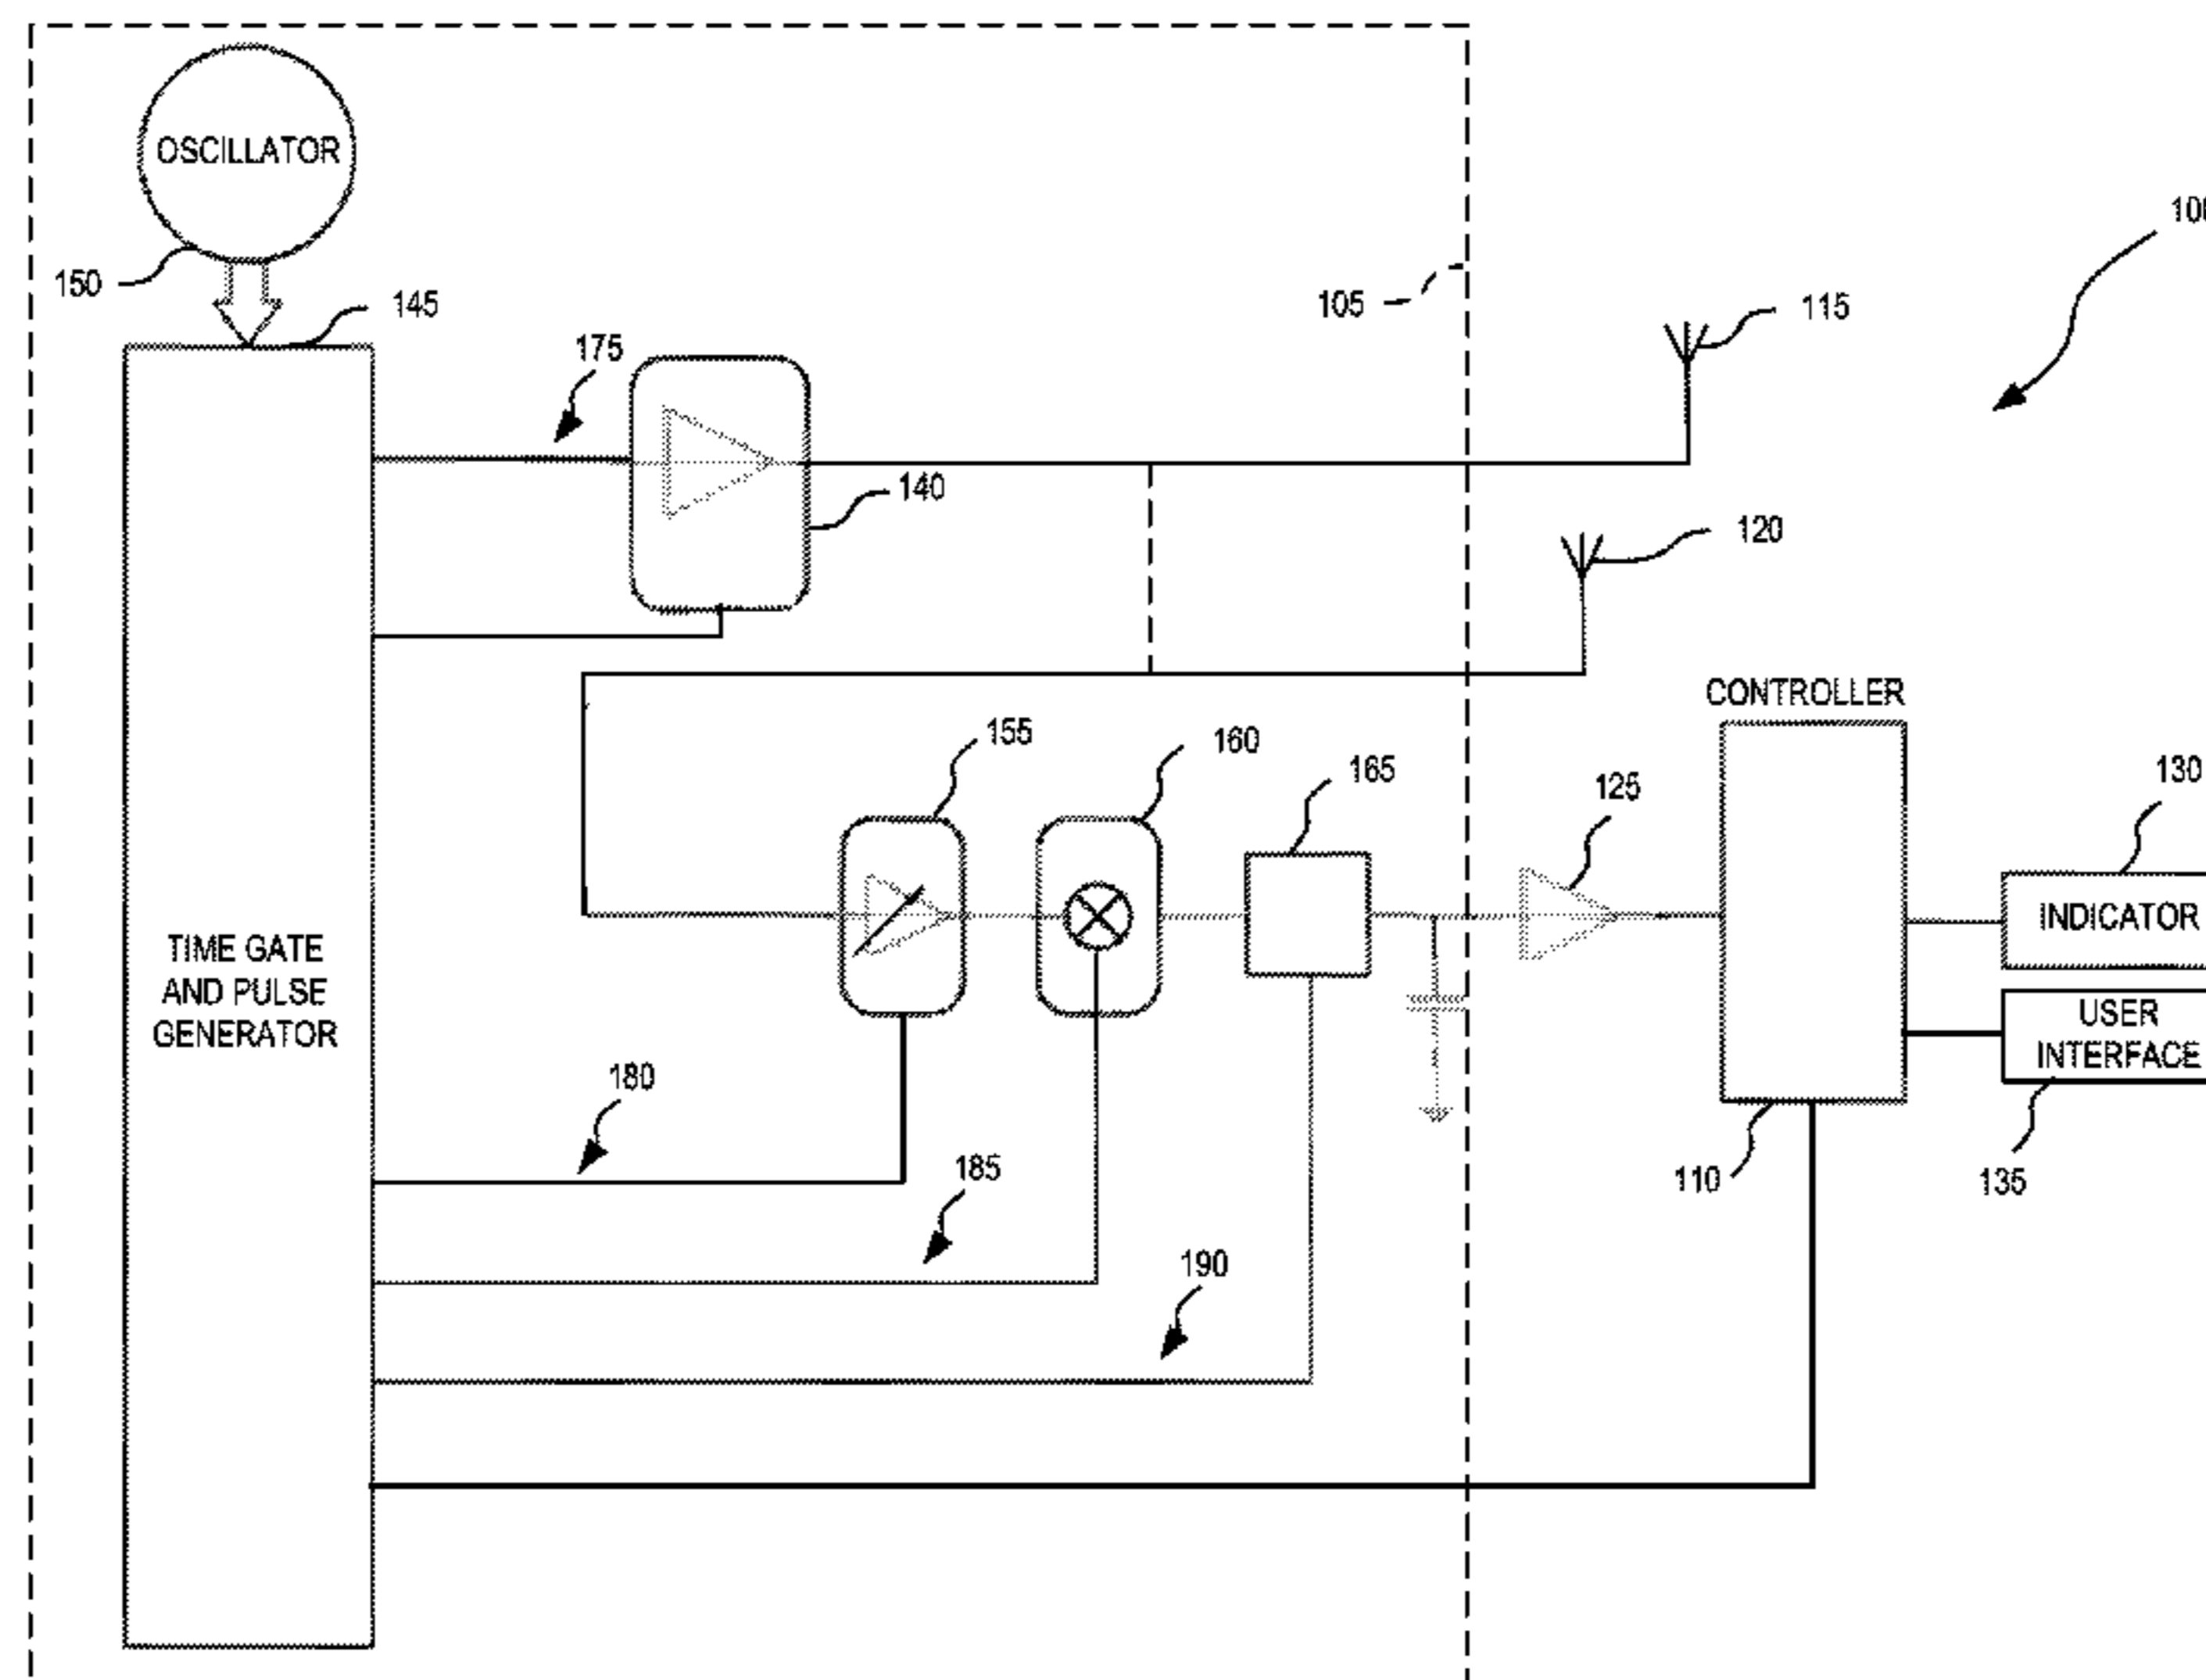 OSCILLATOR
150
145
175
140
105
115
100
120
CONTROLLER
155
160
165
125
130
INDICATOR
USER
INTERFACE
135
110
TIME GATE
AND PULSE
GENERATOR
180
185
190